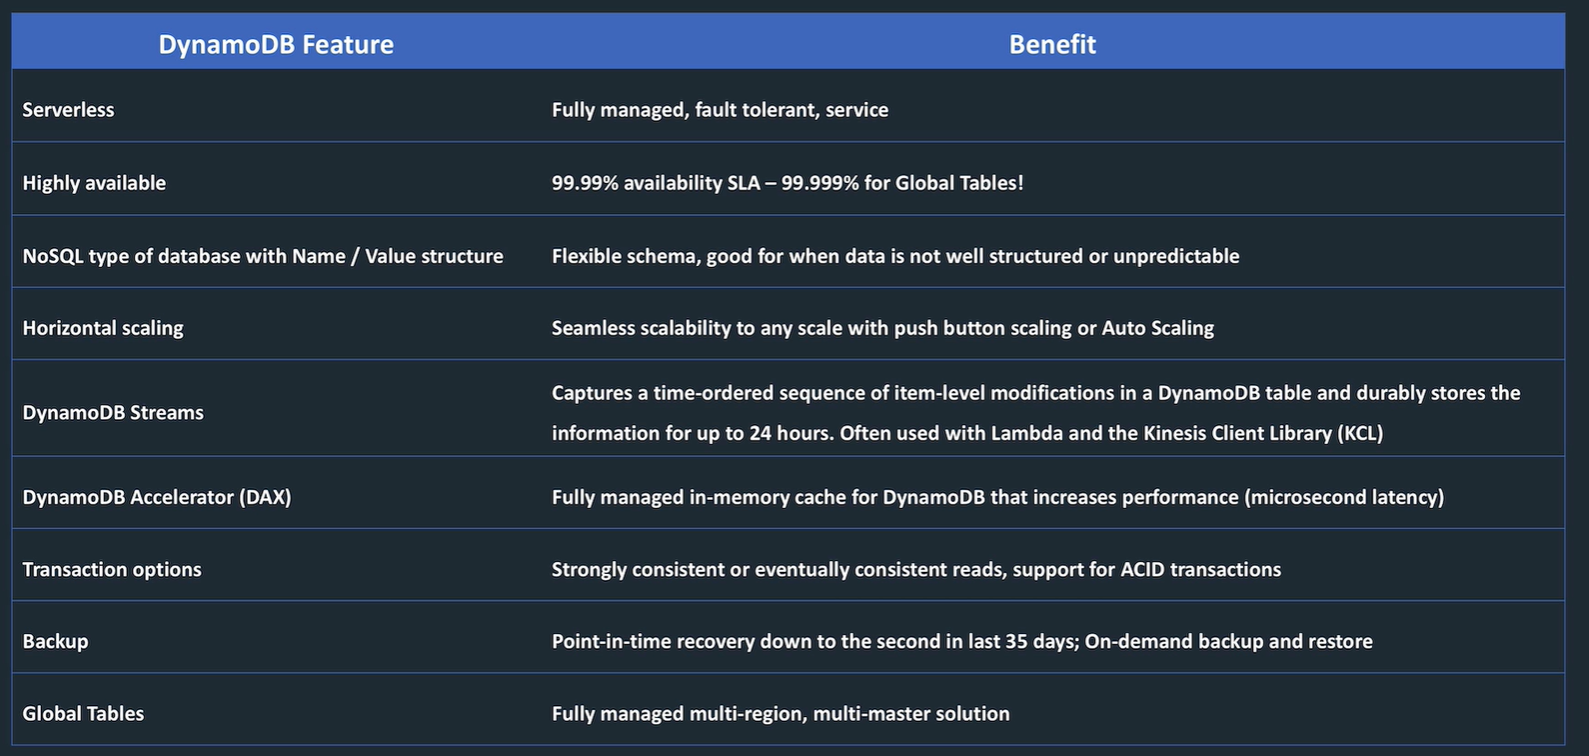 DynamoDB Feature
Benefit
Serverless
Fully managed, fault tolerant, service
Highly available
99.99% availability SLA – 99.999% for Global Tables!
NoSQL type of database with Name / Value structure
Flexible schema, good for when data is not well structured or unpredictable
Horizontal scaling
Seamless scalability to any scale with push button scaling or Auto Scaling
DynamoDB Streams
Captures a time-ordered sequence of item-level modifications in a DynamoDB table and durably stores the
information for up to 24 hours. Often used with Lambda and the Kinesis Client Library (KCL)
DynamoDB Accelerator (DAX)
Fully managed in-memory cache for DynamoDB that increases performance (microsecond latency)
Transaction options
Strongly consistent or eventually consistent reads, support for ACID transactions
Backup
Point-in-time recovery down to the second in last 35 days; On-demand backup and restore
Global Tables
Fully managed multi-region, multi-master solution